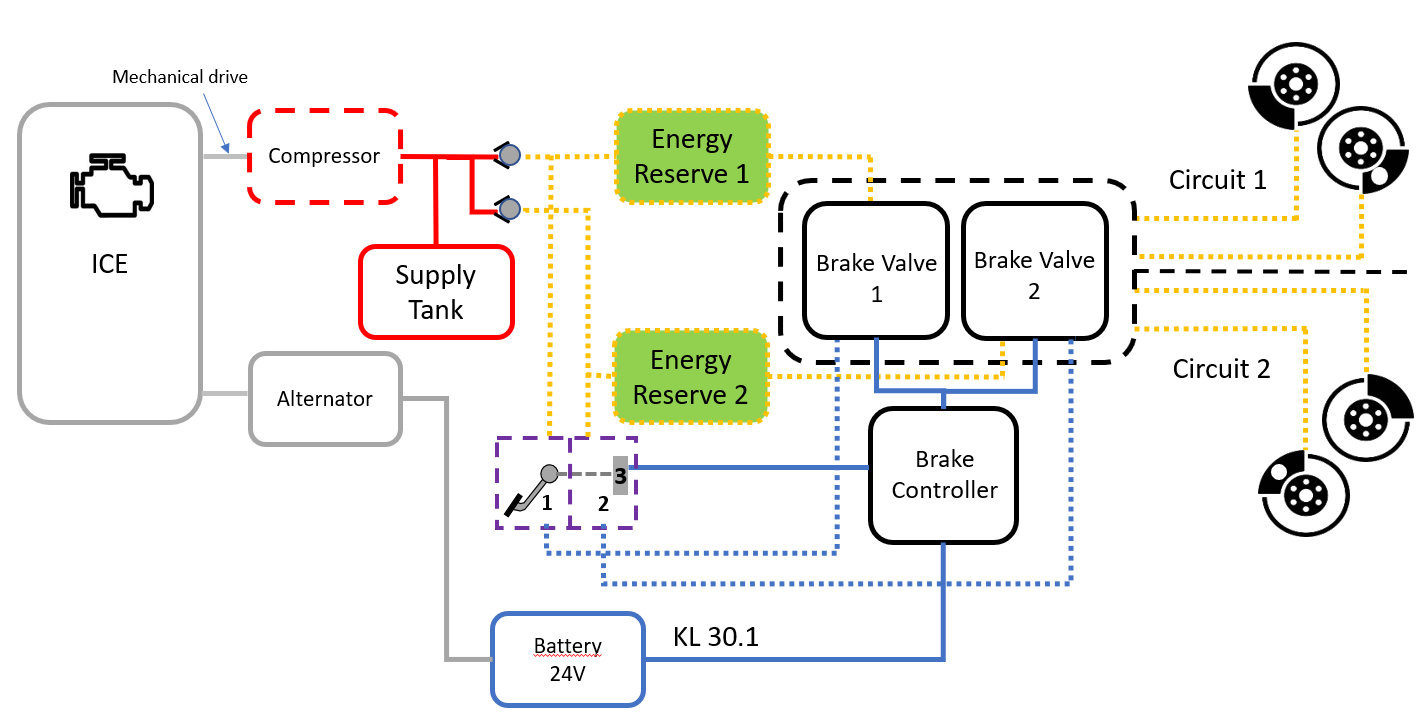 Mechanical drive
ICE
Compressor
Supply
Tank
Alternator
Energy
Reserve 1
Energy
Reserve 2
Brake Valve
1
Brake Valve
2
Circuit 1
Circuit 2
Brake
Controller
1
2
3
Battery
24V
KL 30.1